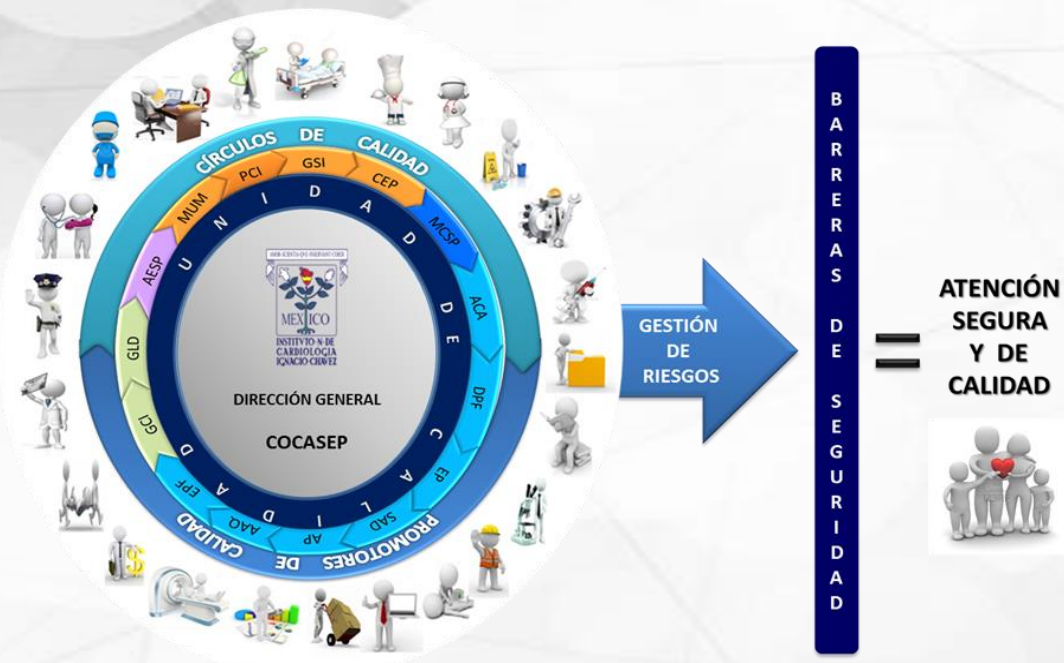 CÍRCULOS DE CALIDAD
MUM
PCI
GSI
CEP
MCSP
ACA
DPF
EP
SAD
AP
AAQ
EPF
GCI
GLD
AESP
UNIDAD DE CALIDAD
MEXICO
INSTITVTO·N·DE
CARDIOLOGIA
IGNACIO CHAVEZ
DIRECCIÓN GENERAL
COCASEP
PROMOTORES DE CALIDAD
GESTIÓN
DE
RIESGOS
BARRERAS DE SEGURIDAD
=
ATENCIÓN
SEGURA
Y DE
CALIDAD